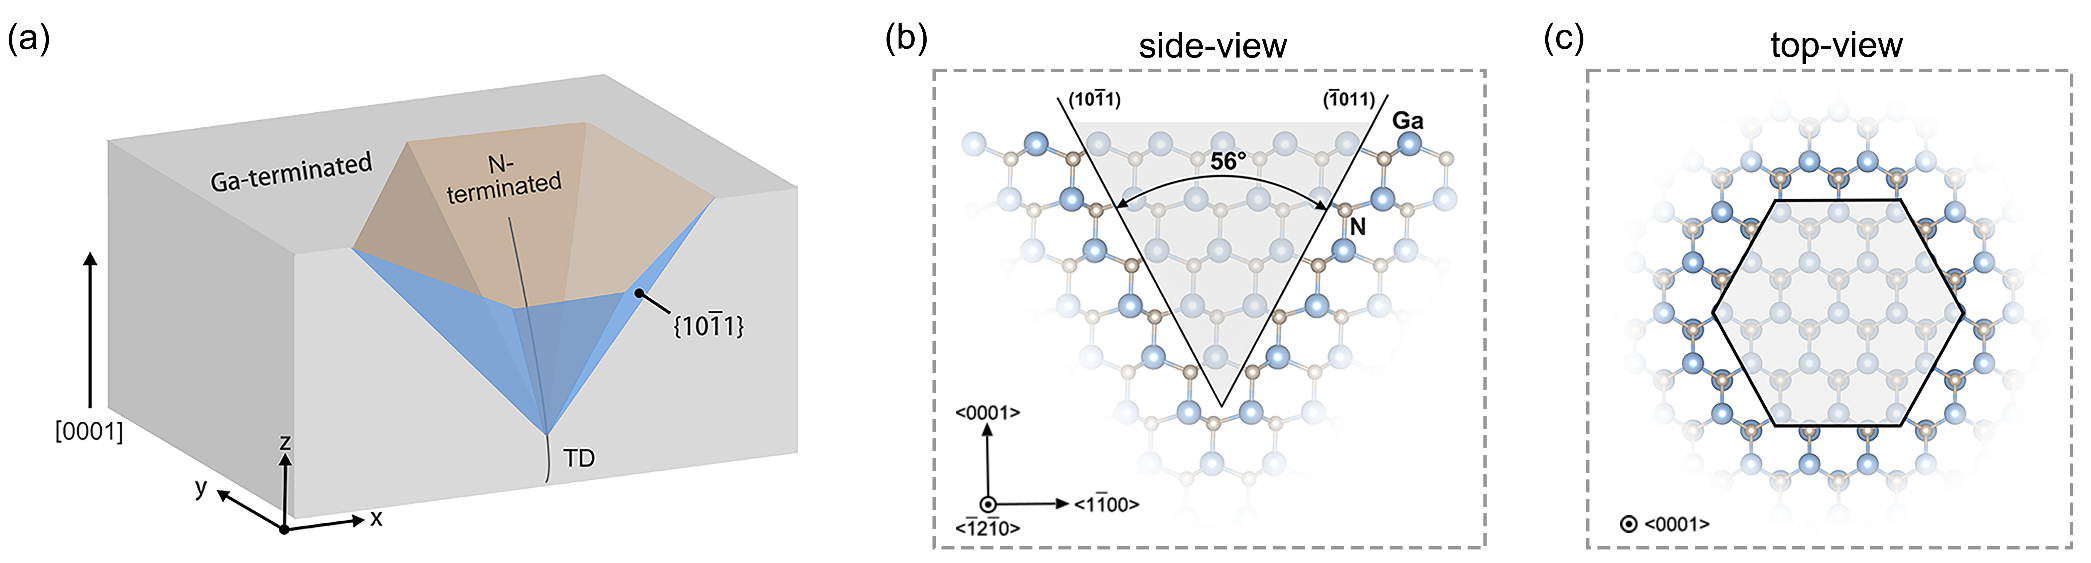 (a)
Ga-terminated
N-
terminated
{101̅1}
[0001]
z
y
x
TD
(b)
side-view
(101̅1)
(1̅011)
Ga
56°
N
<0001>
<11̅00>
<1̅21̅0>
(c)
top-view
<0001>